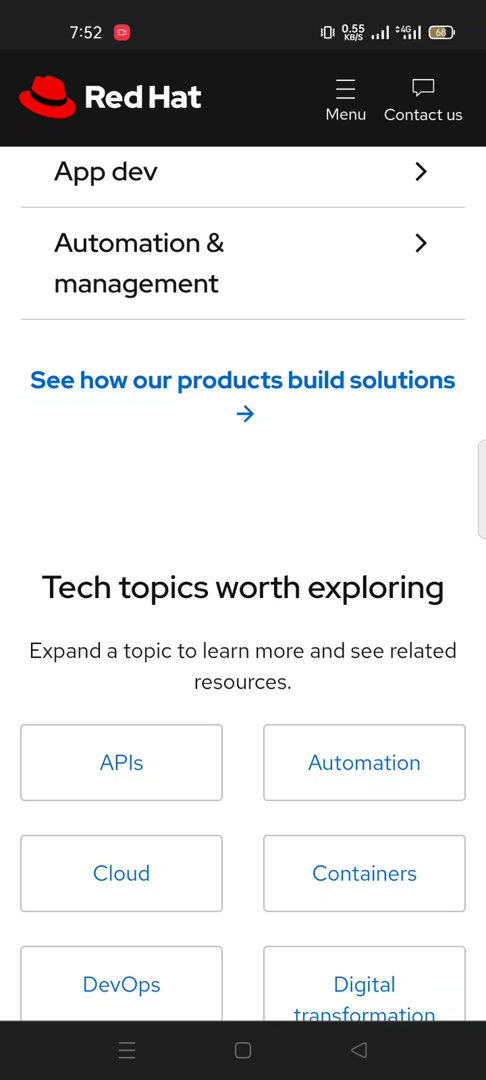 7:52
0.55
KB/S
4G
68
Red Hat
Menu
Contact us
App dev
Automation &
management
See how our products build solutions
→
Tech topics worth exploring
Expand a topic to learn more and see related
resources.
APIs
Automation
Cloud
Containers
DevOps
Digital
transformation